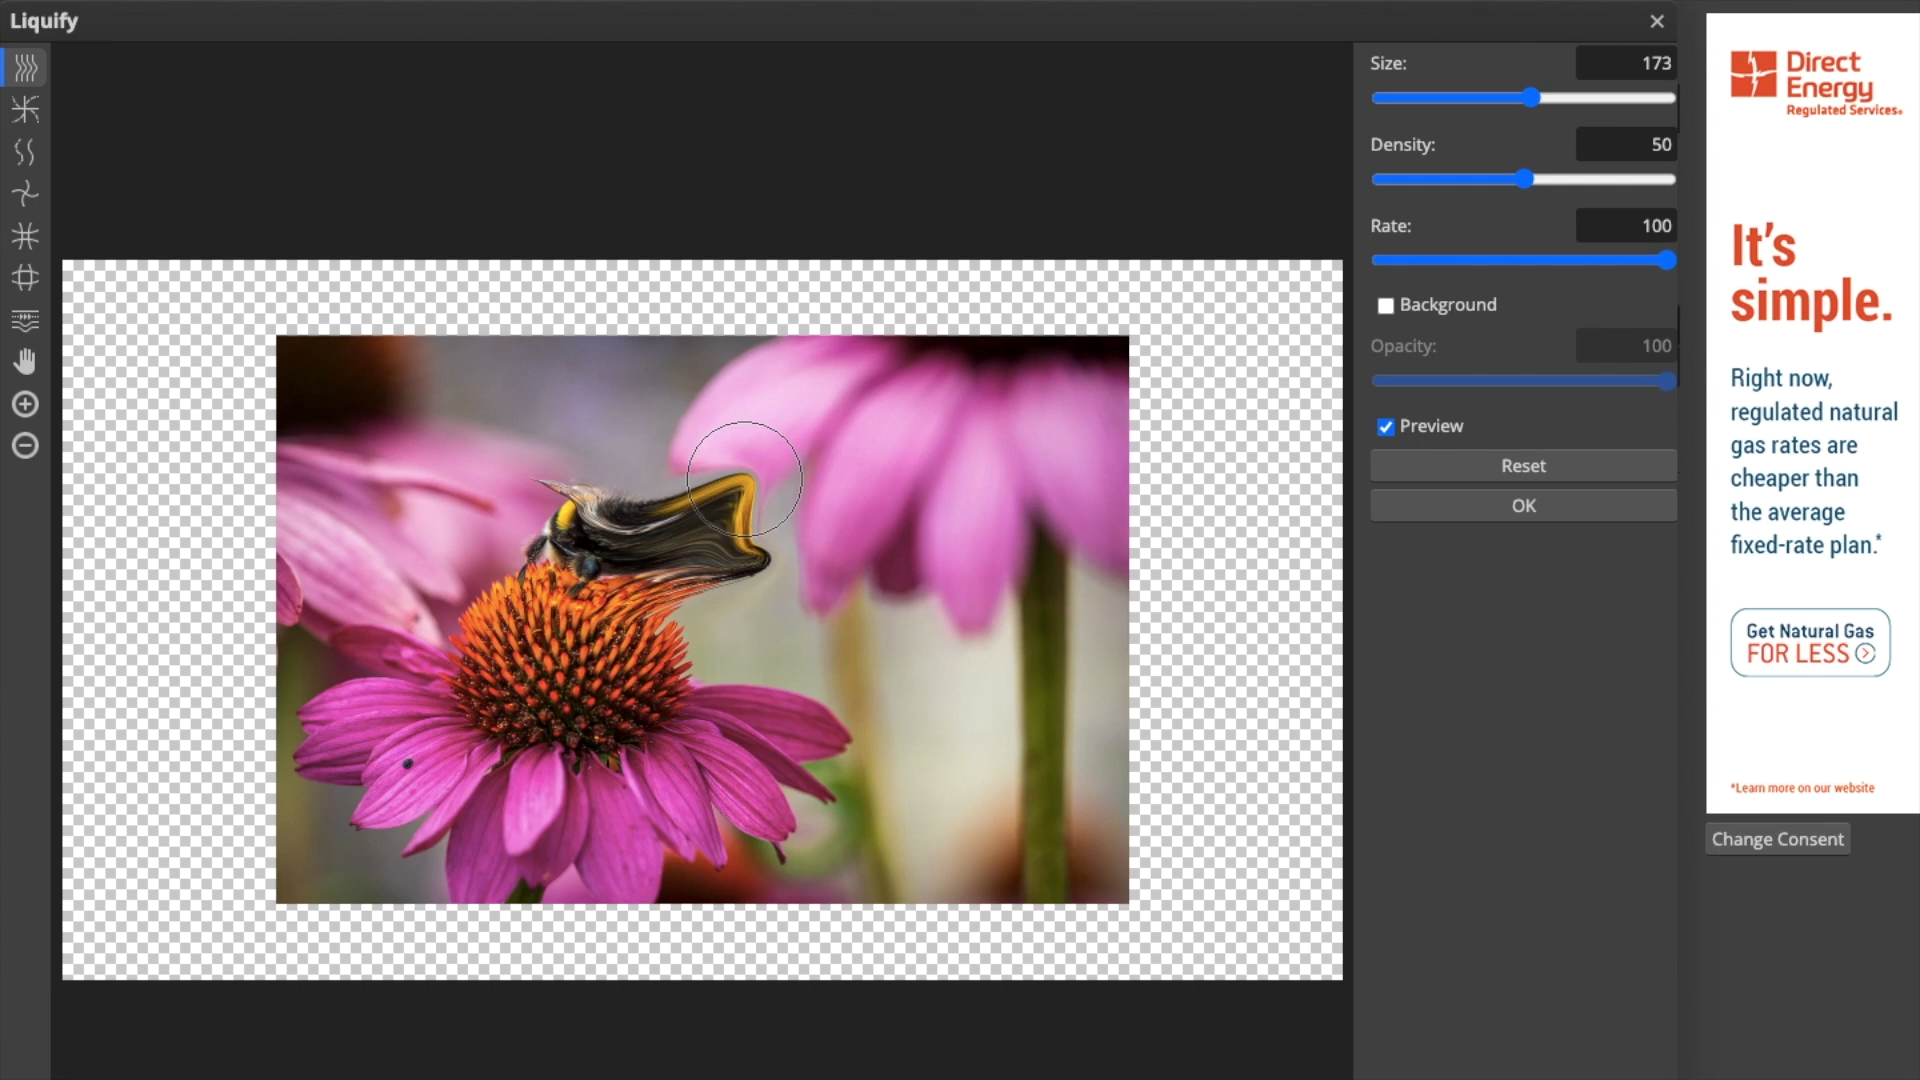 Liquify
Size:
173
Density:
50
Rate:
100
Background
Opacity:
100
Preview
Reset
OK
Direct
Energy
Regulated Services®
It's
simple.
Right now,
regulated natural
gas rates are
cheaper than
the average
fixed-rate plan.*
Get Natural Gas
FOR LESS
*Learn more on our website
Change Consent